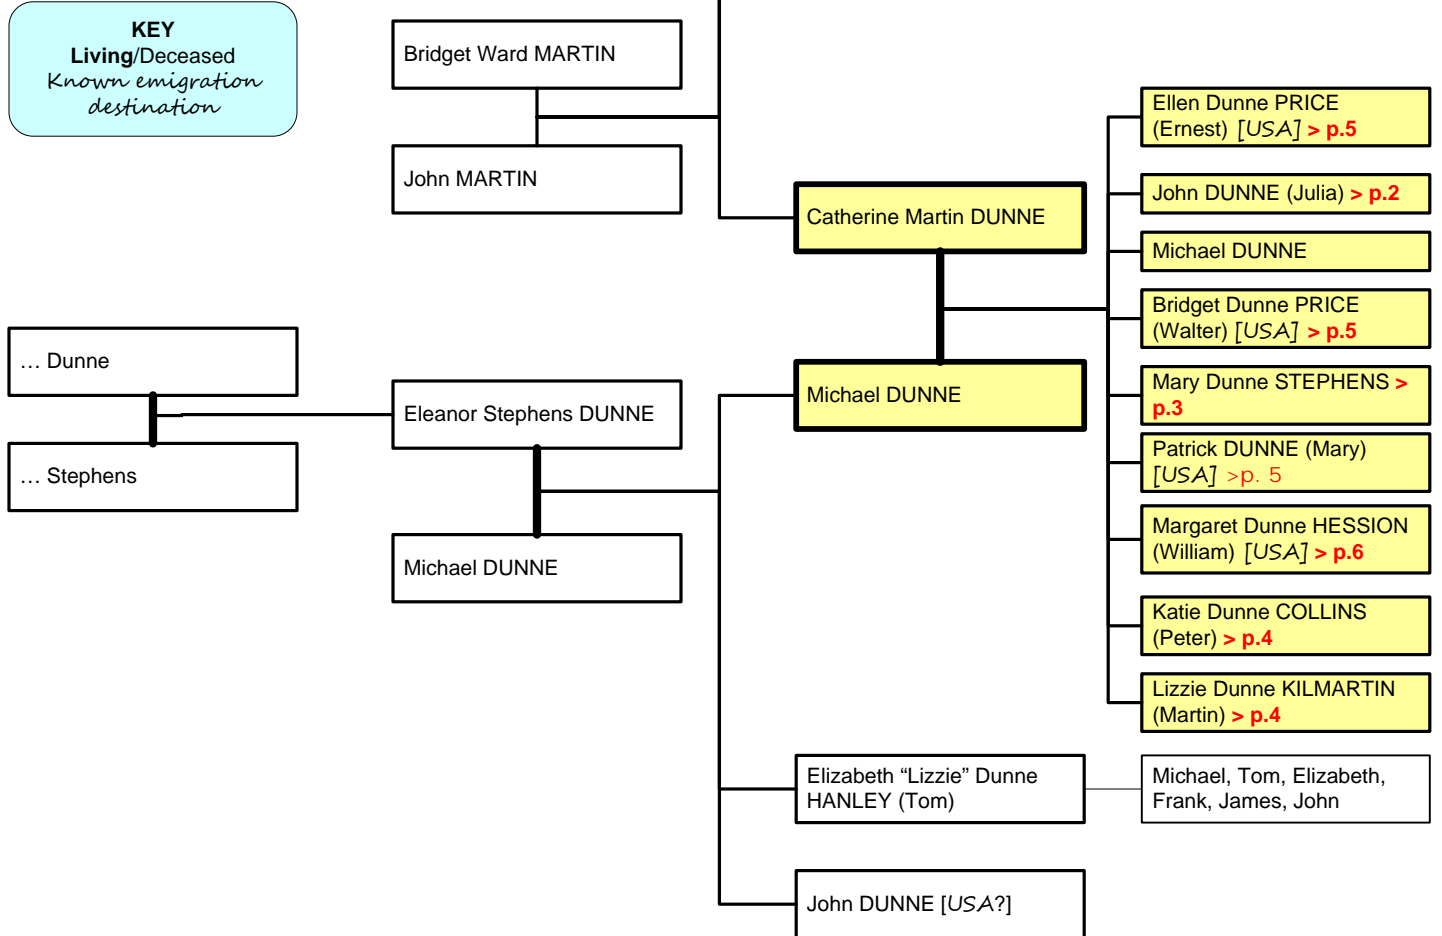 KEY
Living/Deceased
Known emigration
destination
Bridget Ward MARTIN
John MARTIN
… Dunne
… Stephens
Eleanor Stephens DUNNE
Michael DUNNE
Catherine Martin DUNNE
Michael DUNNE
Elizabeth “Lizzie” Dunne
HANLEY (Tom)
John DUNNE [USA?]
Ellen Dunne PRICE
(Ernest) [USA] > p.5
John DUNNE (Julia) > p.2
Michael DUNNE
Bridget Dunne PRICE
(Walter) [USA] > p.5
Mary Dunne STEPHENS >
p.3
Patrick DUNNE (Mary)
[USA] >p. 5
Margaret Dunne HESSION
(William) [USA] > p.6
Katie Dunne COLLINS
(Peter) > p.4
Lizzie Dunne KILMARTIN
(Martin) > p.4
Michael, Tom, Elizabeth,
Frank, James, John